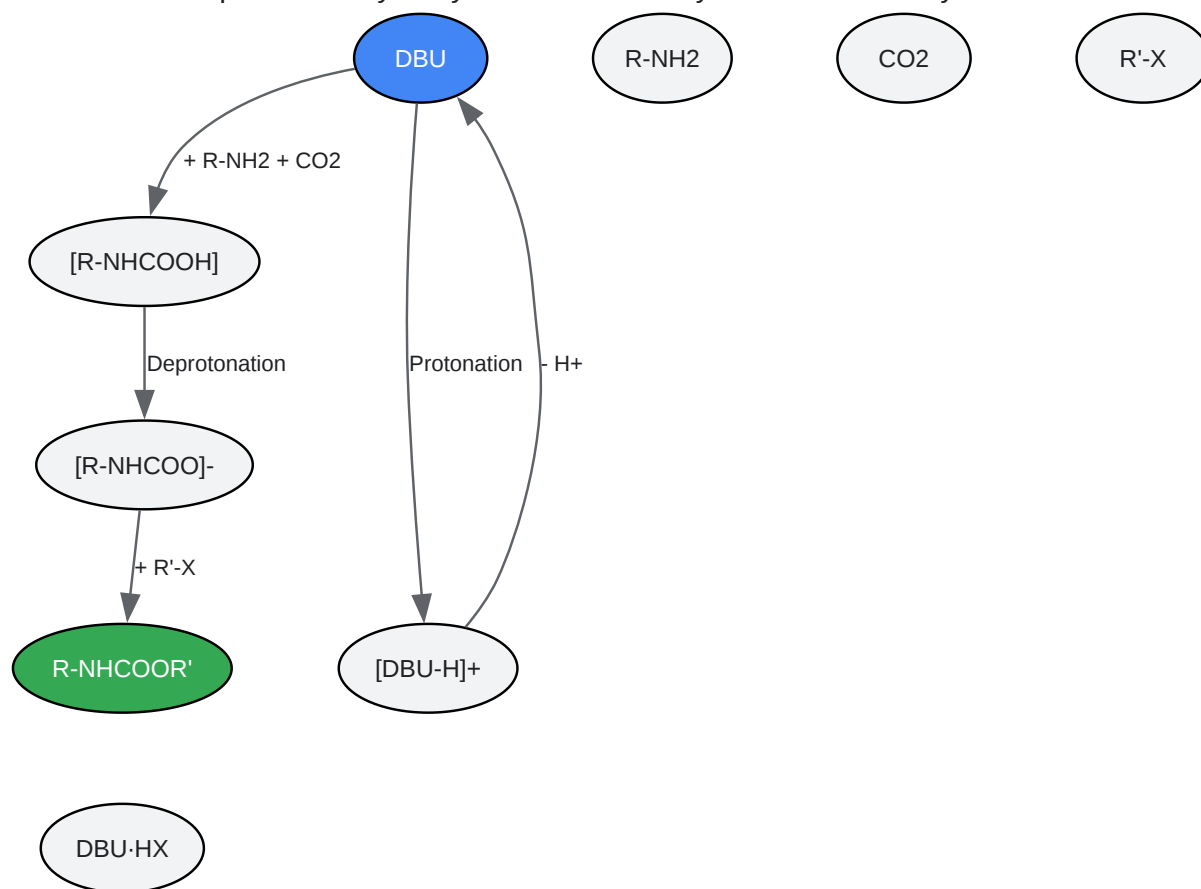 DBU
R-NH2
CO2
R'-X
+ R-NH2 + CO2
[R-NHCOOH]
Deprotonation
Protonation
- H+
[R-NHCOO]-
+ R'-X
R-NHCOOR'
[DBU-H]+
DBU·HX